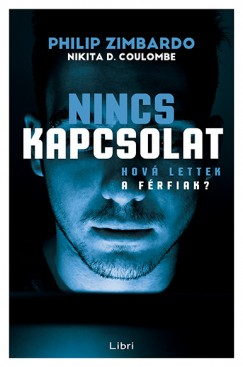 PHILIP ZIMBARDO
NIKITA D. COULOMBE
NINCS
KAPCSOLAT
HOVÁ LETTEK
A FÉRFIAK?
Libri